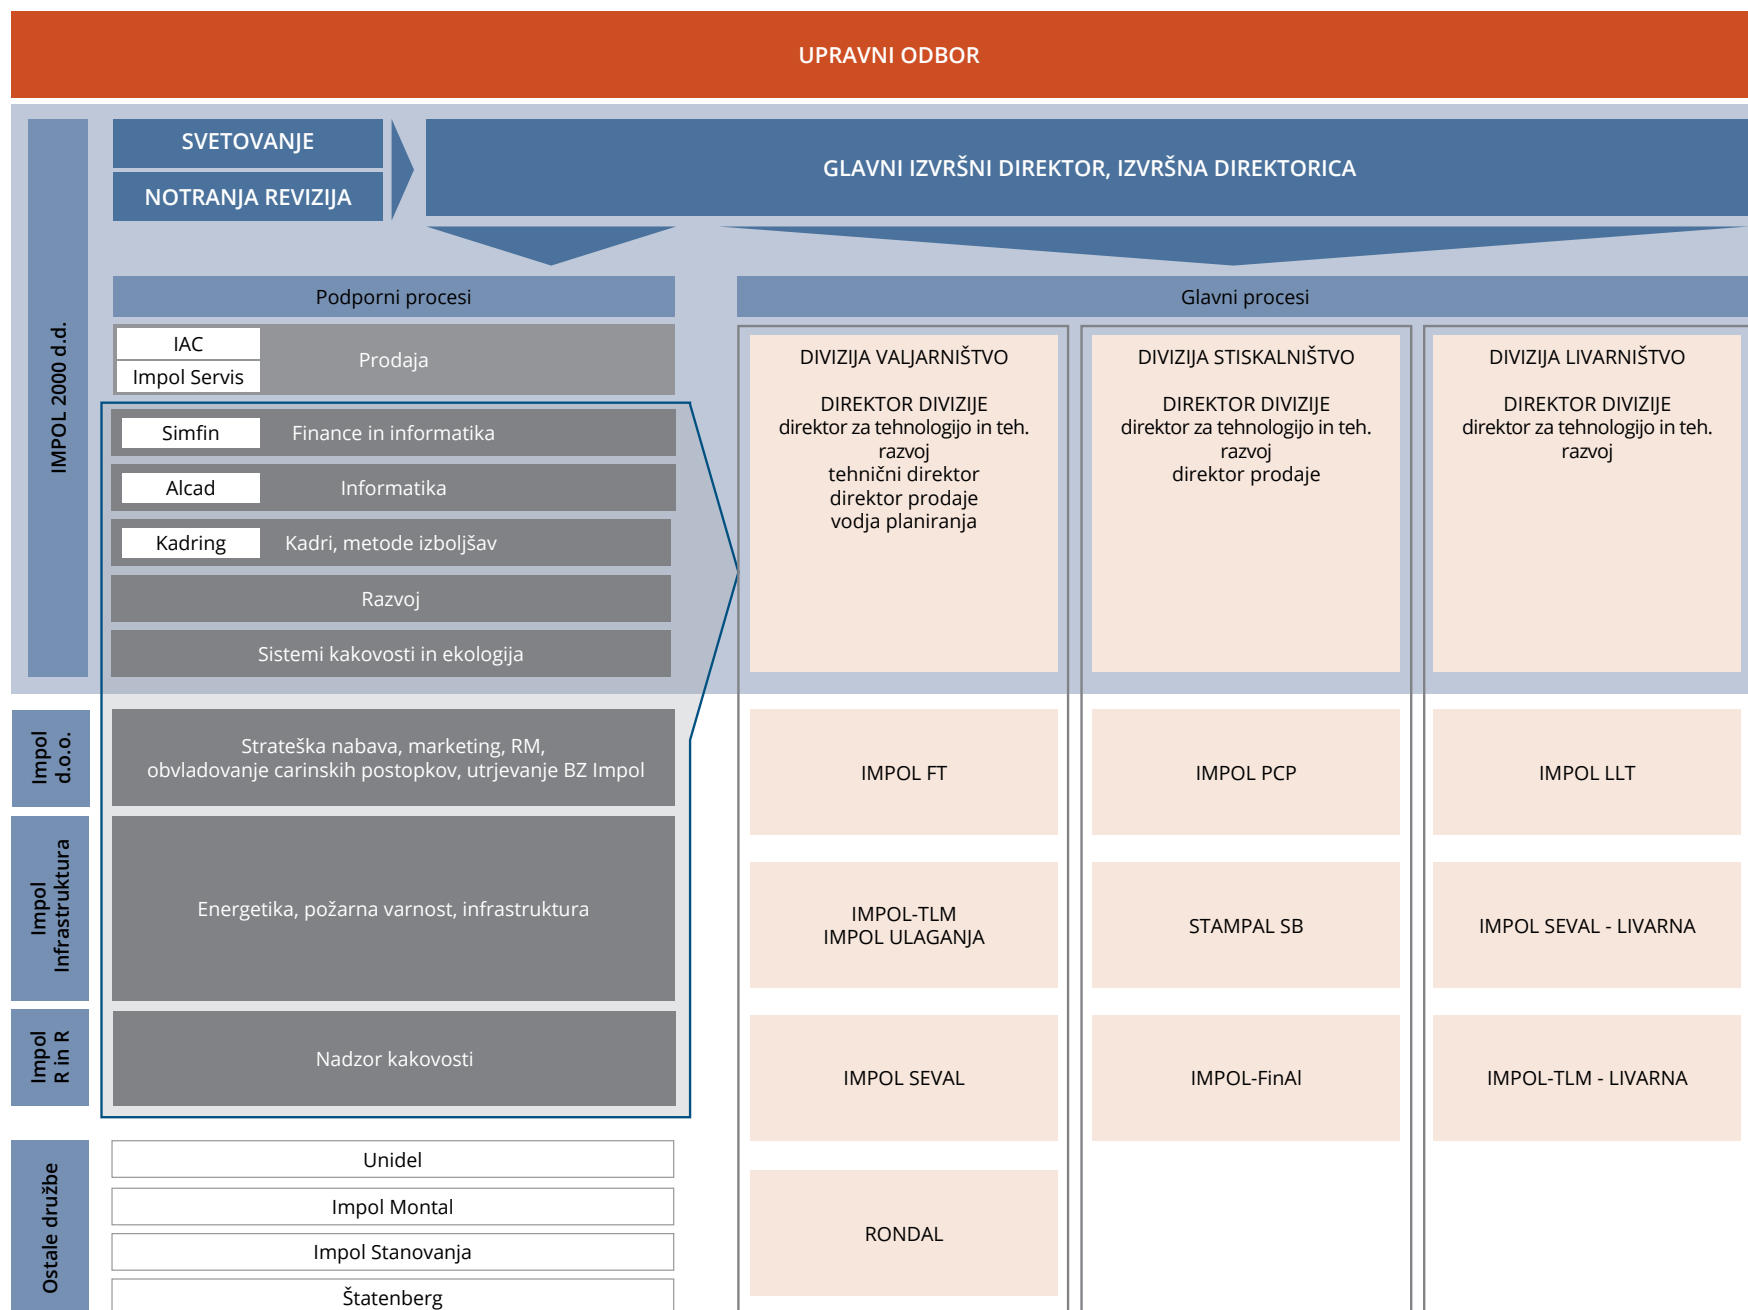 UPRAVNI ODBOR
IMPOL 2000 d.d.
SVETOVANJE
NOTRANJA REVIZIJA
GLAVNI IZVRŠNI DIREKTOR, IZVRŠNA DIREKTORICA
Podporni procesi
IAC
Impol Servis
Prodaja
Simfin
Finance in informatika
Alcad
Informatika
Kadring
Kadri, metode izboljšav
Razvoj
Sistemi kakovosti in ekologija
Glavni procesi
DIVIZIJA VALJARNIŠTVO
DIREKTOR DIVIZIJE
direktor za tehnologijo in teh.
razvoj
tehnični direktor
direktor prodaje
vodja planiranja
DIVIZIJA STISKALNIŠTVO
DIREKTOR DIVIZIJE
direktor za tehnologijo in teh.
razvoj
direktor prodaje
DIVIZIJA LIVARNIŠTVO
DIREKTOR DIVIZIJE
direktor za tehnologijo in teh.
razvoj
Impol
d.o.o.
Strateška nabava, marketing, RM,
obvladovanje carinskih postopkov, utrjevanje BZ Impol
IMPOL FT
IMPOL PCP
IMPOL LLT
Impol
Infrastruktura
Energetika, požarna varnost, infrastruktura
IMPOL-TLM
IMPOL ULAGANJA
STAMPAL SB
IMPOL SEVAL - LIVARNA
Impol
R in R
Nadzor kakovosti
IMPOL SEVAL
IMPOL-FinAl
IMPOL-TLM - LIVARNA
Ostale družbe
Unidel
Impol Montal
Impol Stanovanja
Štatenberg
RONDAL